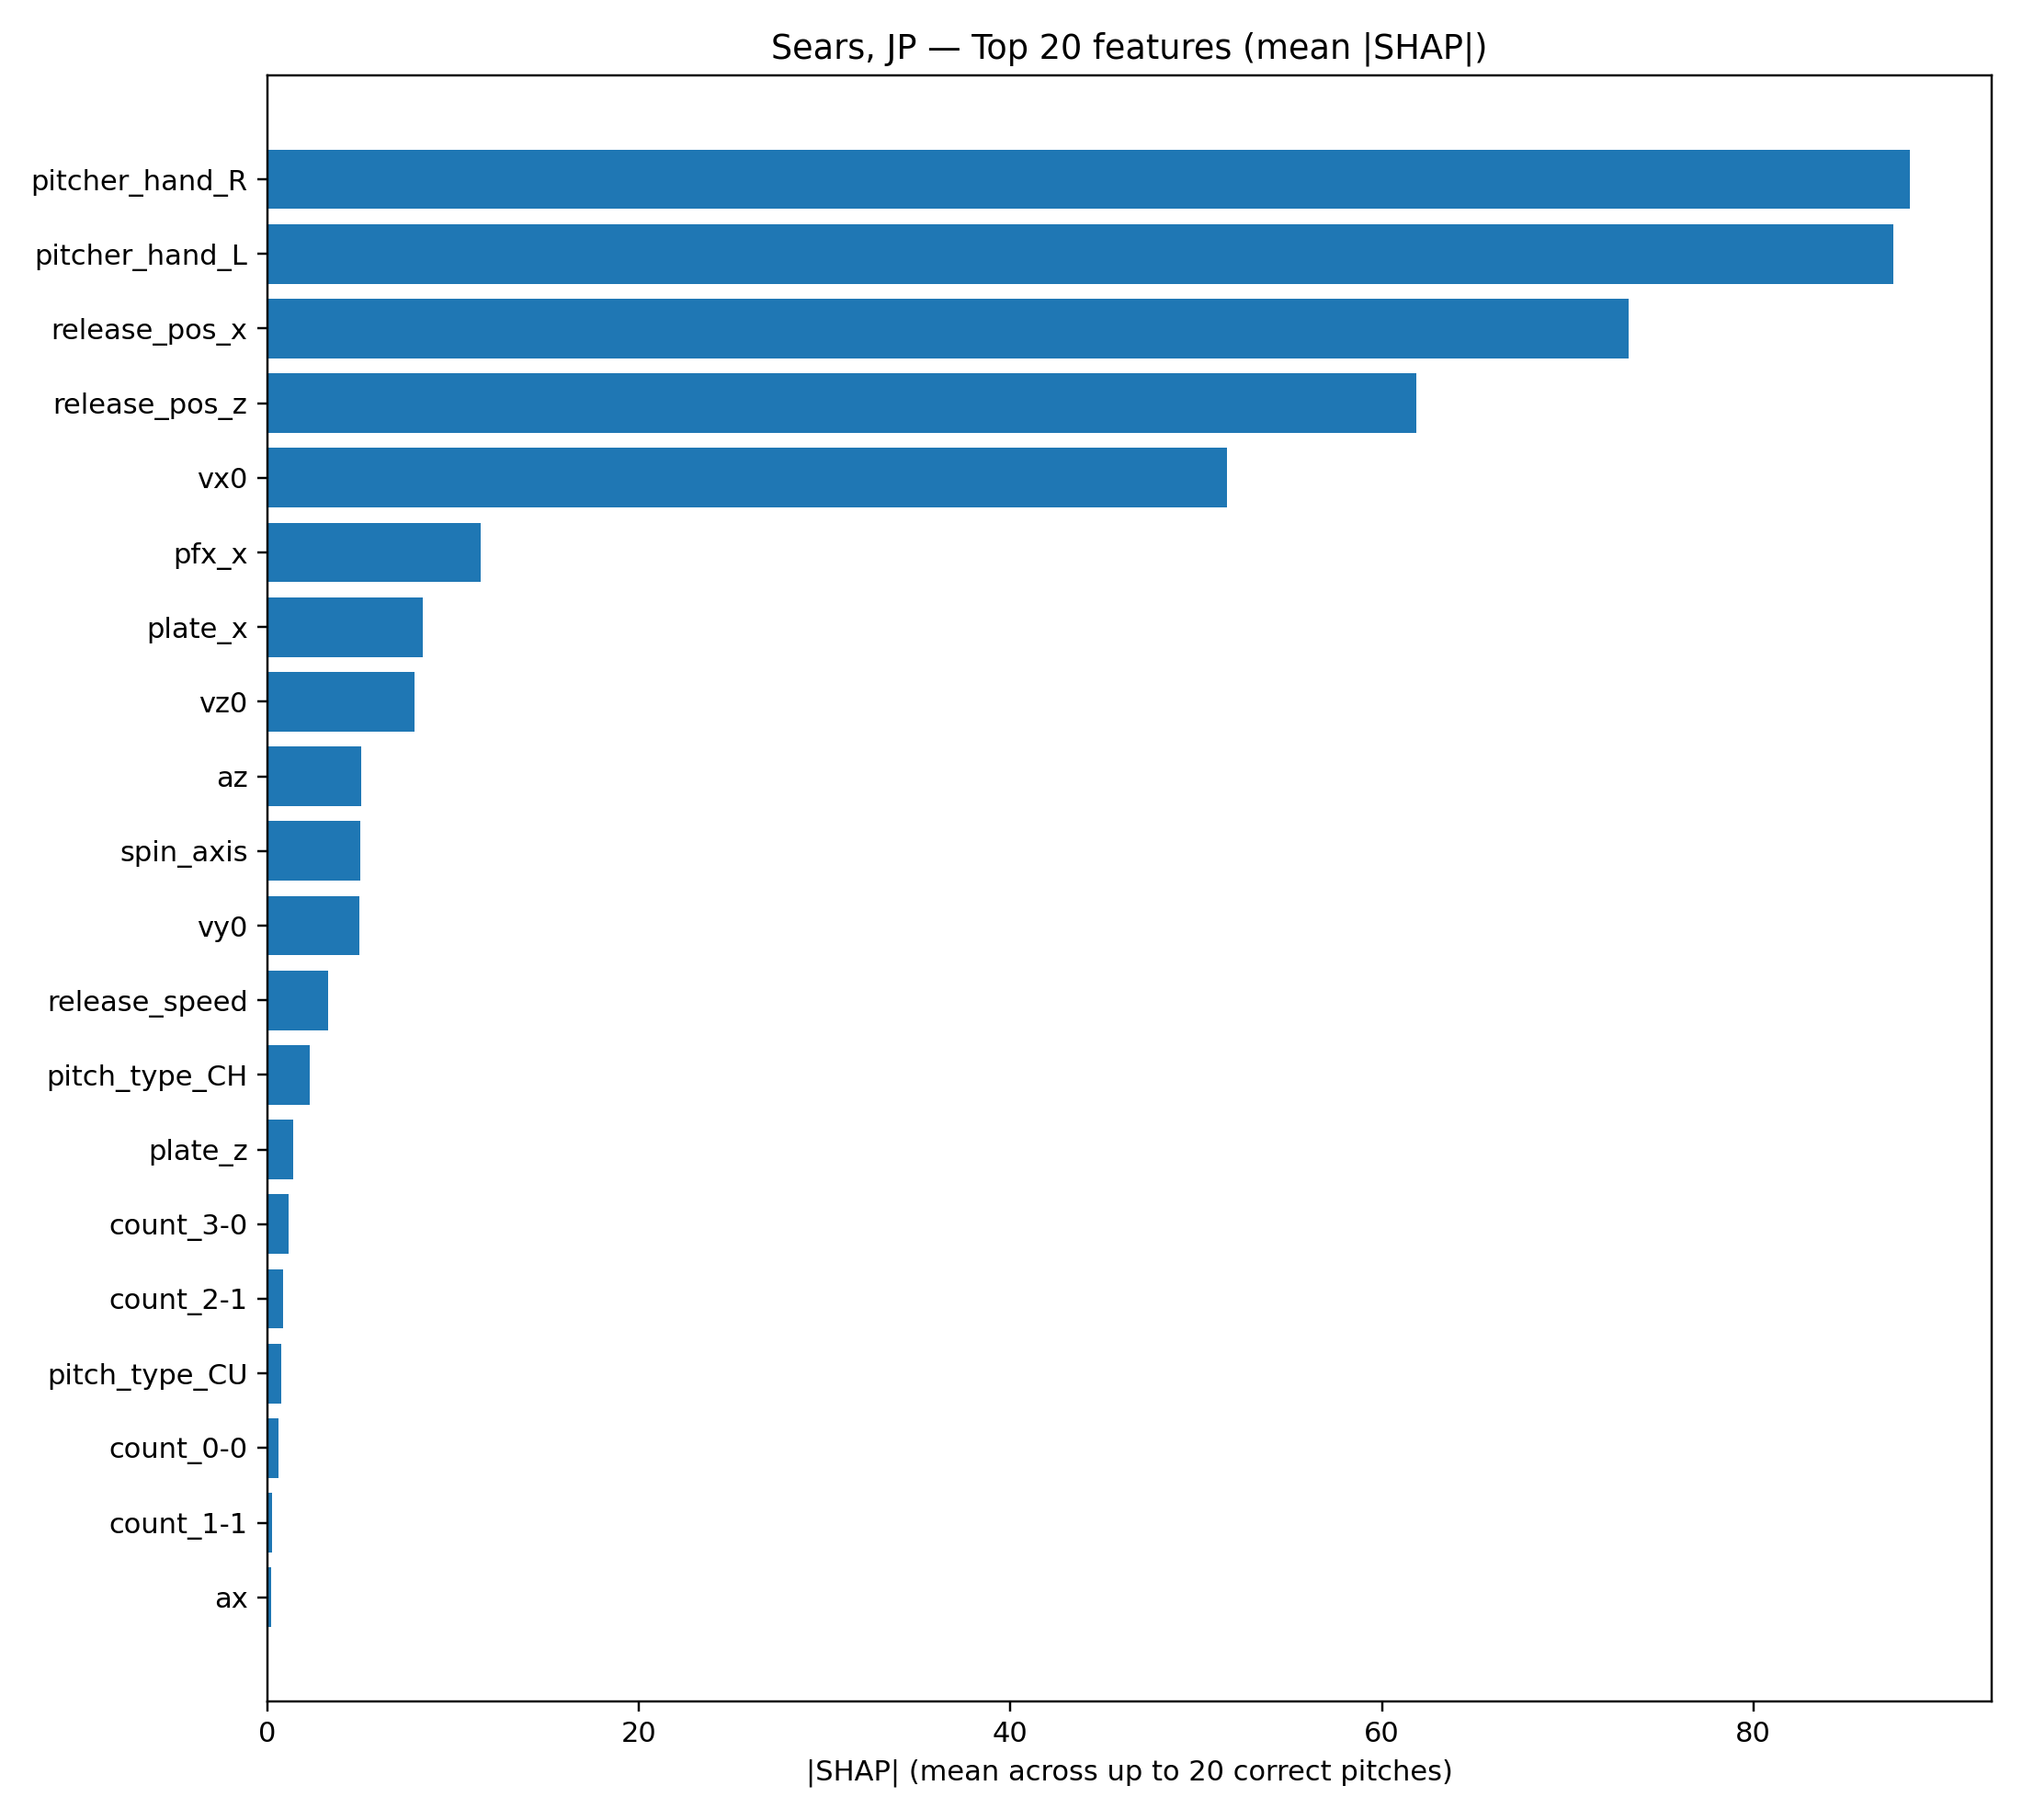 Sears, JP — Top 20 features (mean |SHAP|)
pitcher_hand_R
pitcher_hand_L
release_pos_x
release_pos_z
vx0
pfx_x
plate_x
vz0
az
spin_axis
vy0
release_speed
pitch_type_CH
plate_z
count_3-0
count_2-1
pitch_type_CU
count_0-0
count_1-1
ax
0 20 40 60 80
|SHAP| (mean across up to 20 correct pitches)